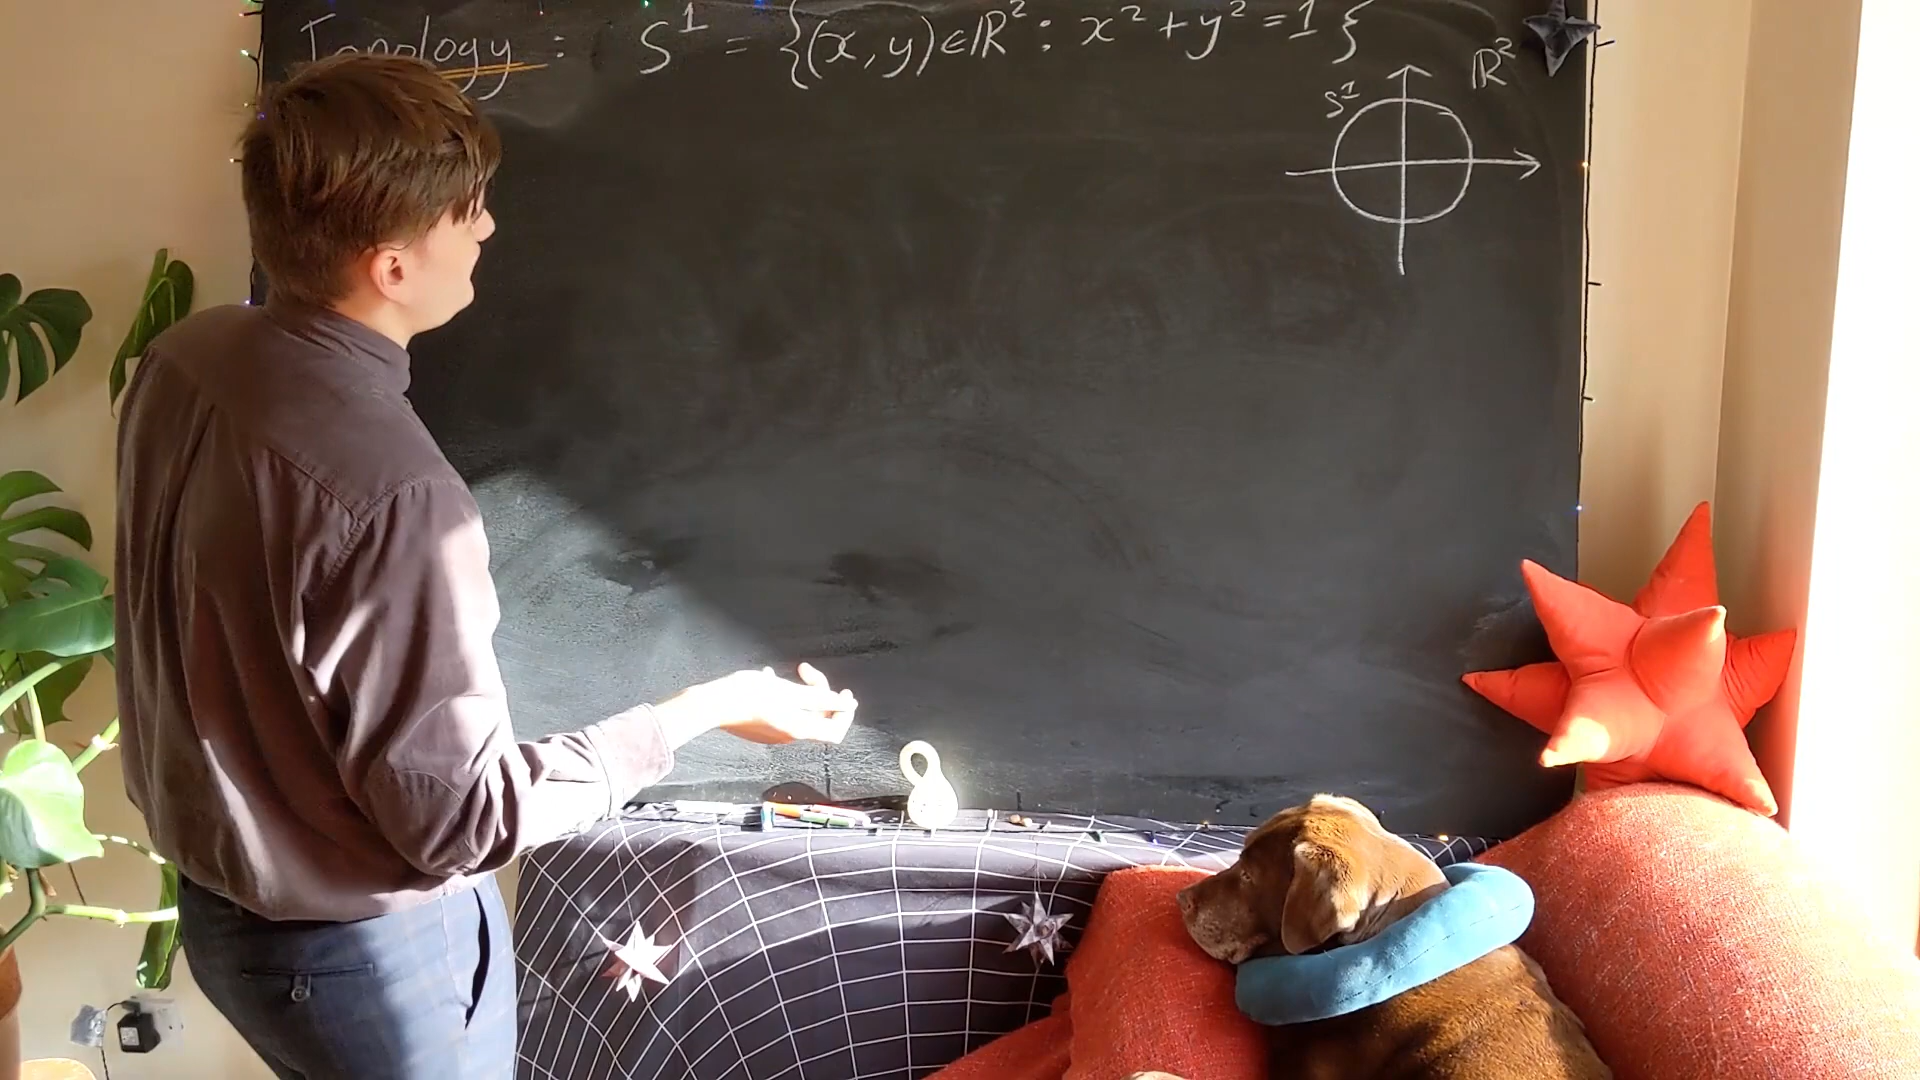 Topology : S¹ = {(x,y)∈ℝ² : x²+y²=1}
ℝ²
S¹